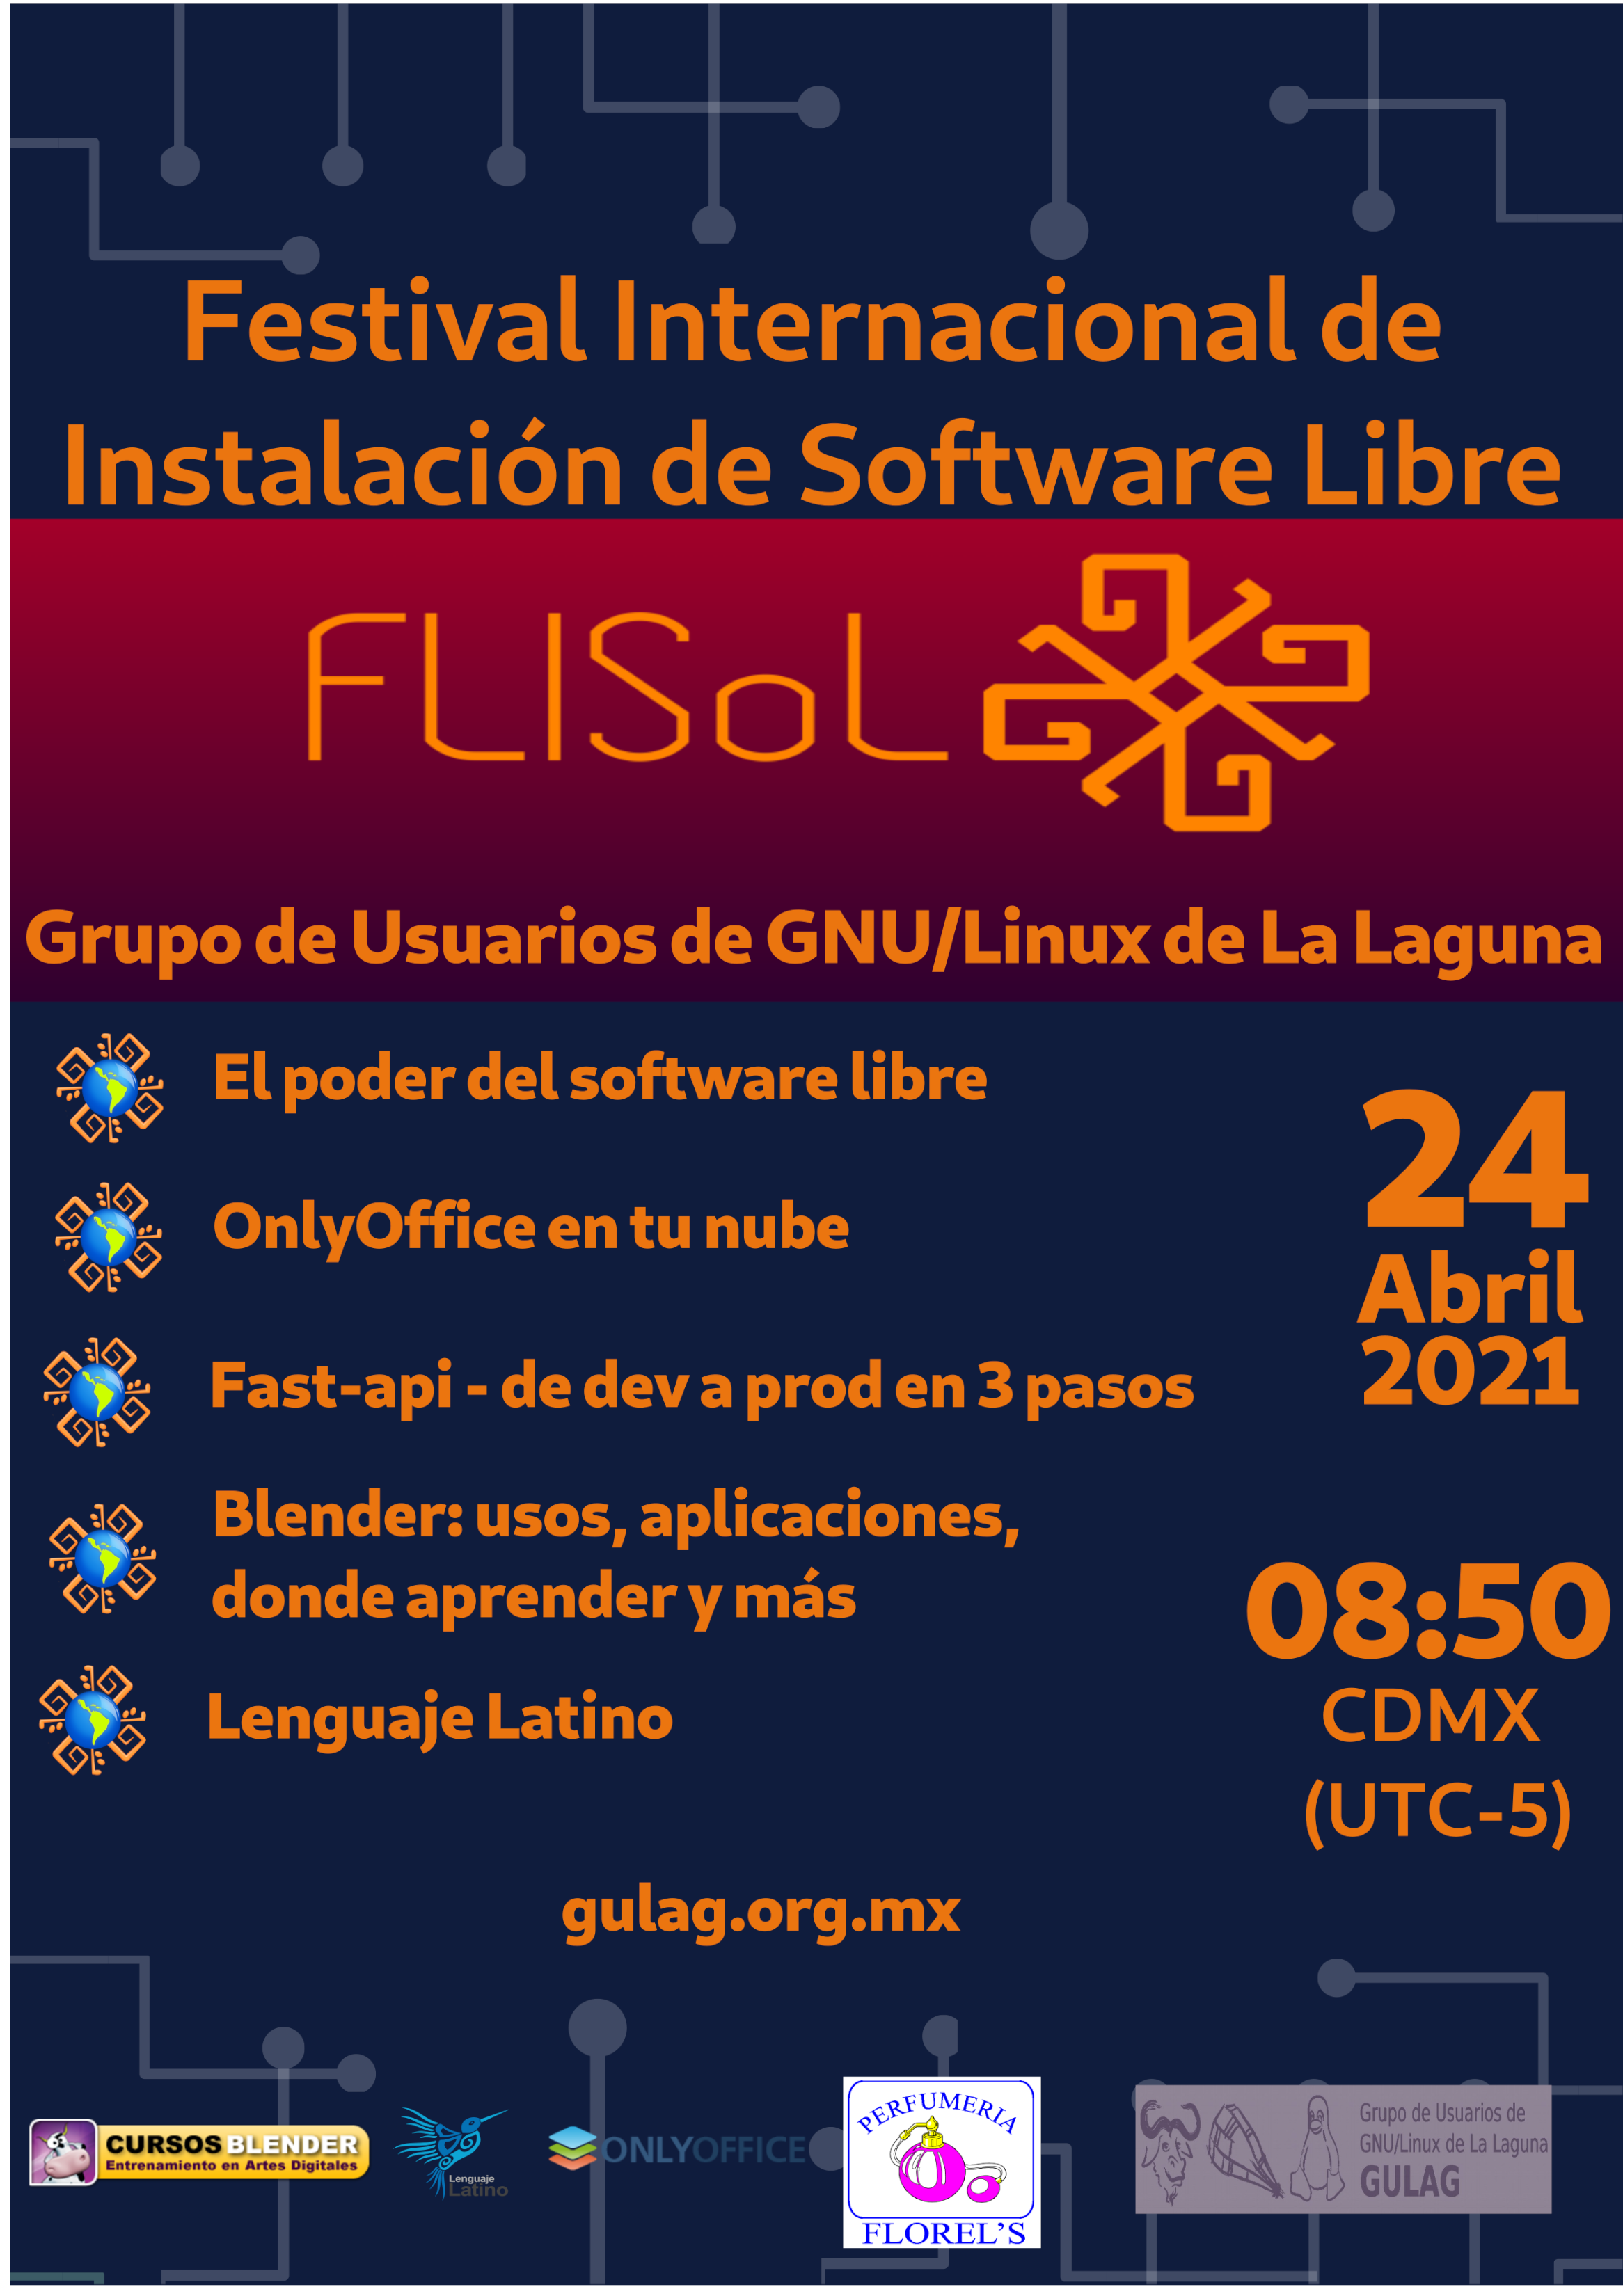 Festival Internacional de
Instalación de Software Libre
FLISoL
Grupo de Usuarios de GNU/Linux de La Laguna
El poder del software libre
OnlyOffice en tu nube
Fast-api - de dev a prod en 3 pasos
Blender: usos, aplicaciones,
donde aprender y más
Lenguaje Latino
24
Abril
2021
08:50
CDMX
(UTC-5)
gulag.org.mx
CURSOS BLENDER
Entrenamiento en Artes Digitales
Lenguaje
Latino
ONLYOFFICE
PERFUMERIA
FLOREL'S
Grupo de Usuarios de
GNU/Linux de La Laguna
GULAG